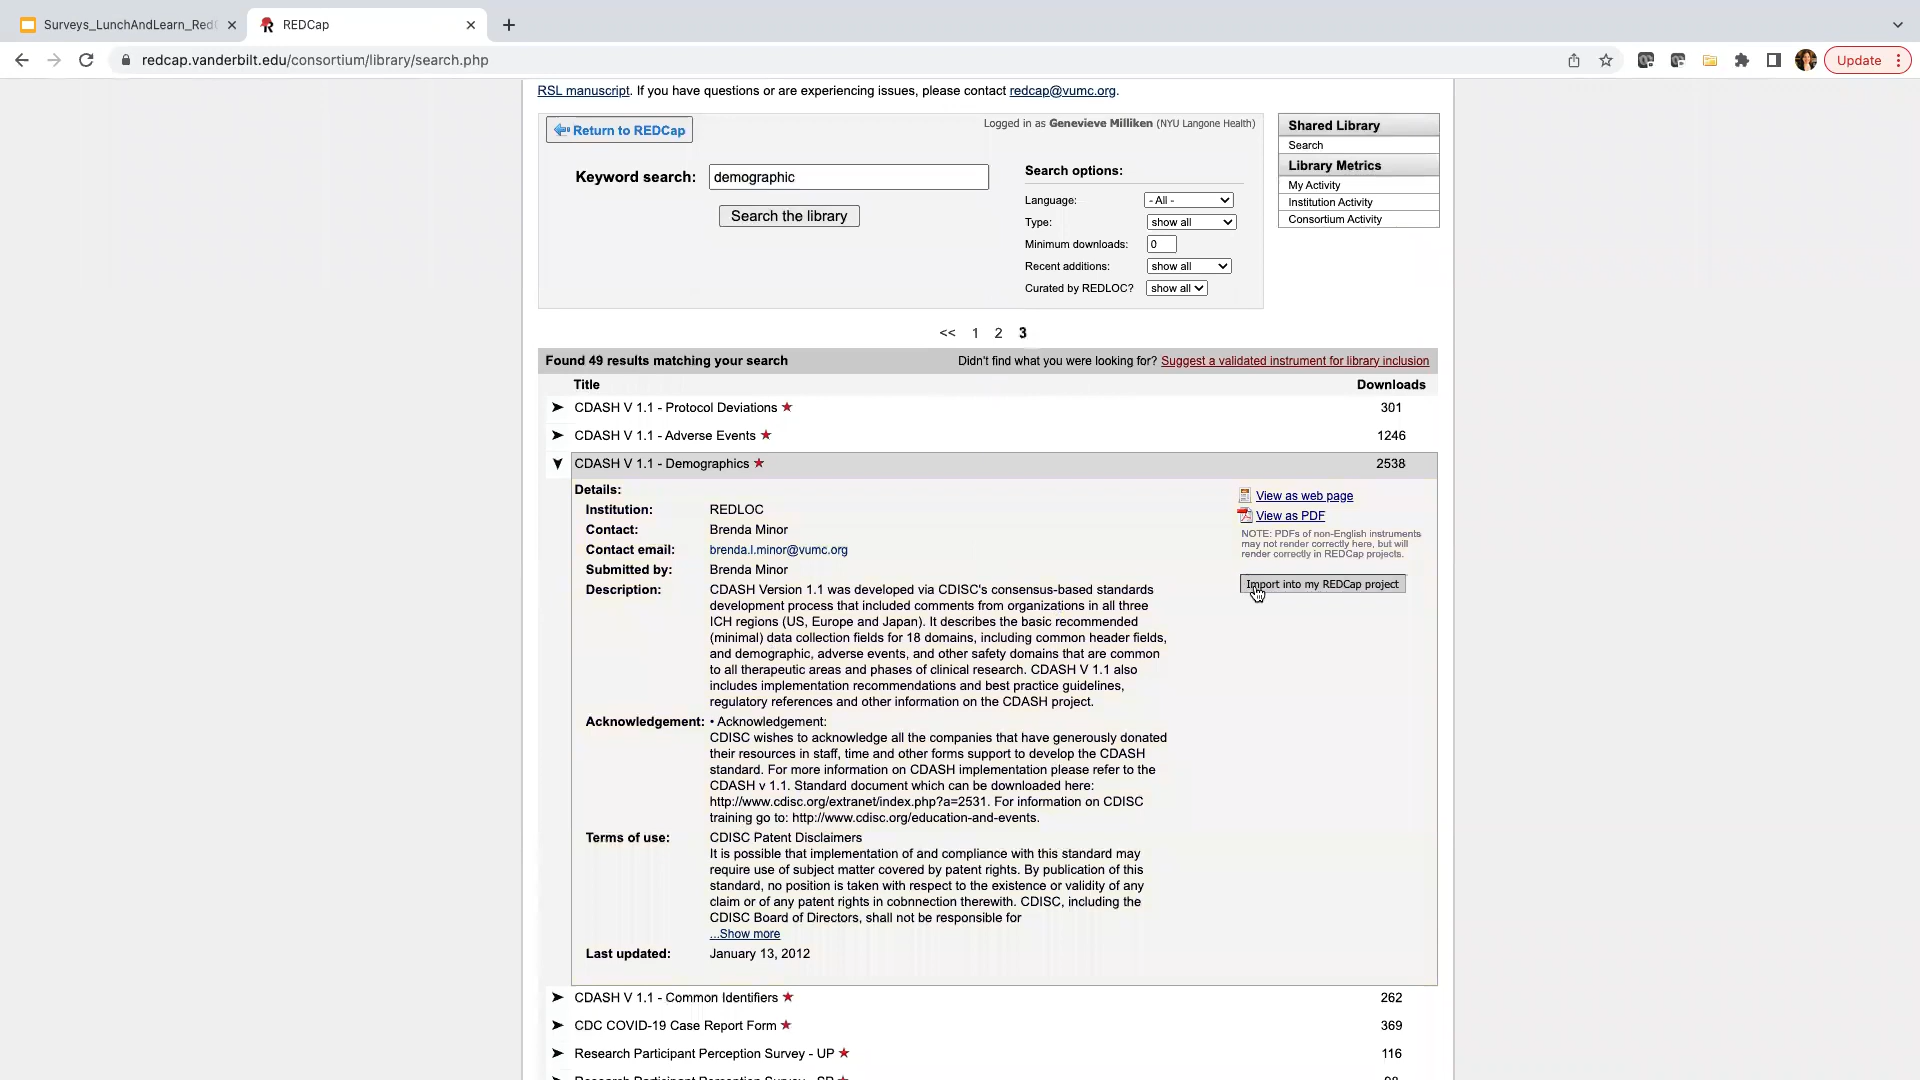 Surveys_LunchAndLearn_RedC
REDCap
redcap.vanderbilt.edu/consortium/library/search.php
Update
RSL manuscript. If you have questions or are experiencing issues, please contact redcap@vumc.org.
Return to REDCap
Logged in as Genevieve Milliken (NYU Langone Health)
Keyword search: demographic
Search the library
Search options:
Language: - All -
Type: show all
Minimum downloads: 0
Recent additions: show all
Curated by REDLOC? show all
Shared Library
Search
Library Metrics
My Activity
Institution Activity
Consortium Activity
<< 1 2 3
Found 49 results matching your search Didn't find what you were looking for? Suggest a validated instrument for library inclusion
Title Downloads
CDASH V 1.1 - Protocol Deviations 301
CDASH V 1.1 - Adverse Events 1246
CDASH V 1.1 - Demographics 2538
Details:
Institution: REDLOC
Contact: Brenda Minor
Contact email: brenda.l.minor@vumc.org
Submitted by: Brenda Minor
Description: CDASH Version 1.1 was developed via CDISC's consensus-based standards
development process that included comments from organizations in all three
ICH regions (US, Europe and Japan). It describes the basic recommended
(minimal) data collection fields for 18 domains, including common header fields,
and demographic, adverse events, and other safety domains that are common
to all therapeutic areas and phases of clinical research. CDASH V 1.1 also
includes implementation recommendations and best practice guidelines,
regulatory references and other information on the CDASH project.
Acknowledgement: • Acknowledgement:
CDISC wishes to acknowledge all the companies that have generously donated
their resources in staff, time and other forms support to develop the CDASH
standard. For more information on CDASH implementation please refer to the
CDASH v 1.1. Standard document which can be downloaded here:
http://www.cdisc.org/extranet/index.php?a=2531. For information on CDISC
training go to: http://www.cdisc.org/education-and-events.
Terms of use: CDISC Patent Disclaimers
It is possible that implementation of and compliance with this standard may
require use of subject matter covered by patent rights. By publication of this
standard, no position is taken with respect to the existence or validity of any
claim or of any patent rights in cobnnection therewith. CDISC, including the
CDISC Board of Directors, shall not be responsible for
...Show more
Last updated: January 13, 2012
View as web page
View as PDF
NOTE: PDFs of non-English instruments
may not render correctly here, but will
render correctly in REDCap projects.
Import into my REDCap project
CDASH V 1.1 - Common Identifiers 262
CDC COVID-19 Case Report Form 369
Research Participant Perception Survey - UP 116